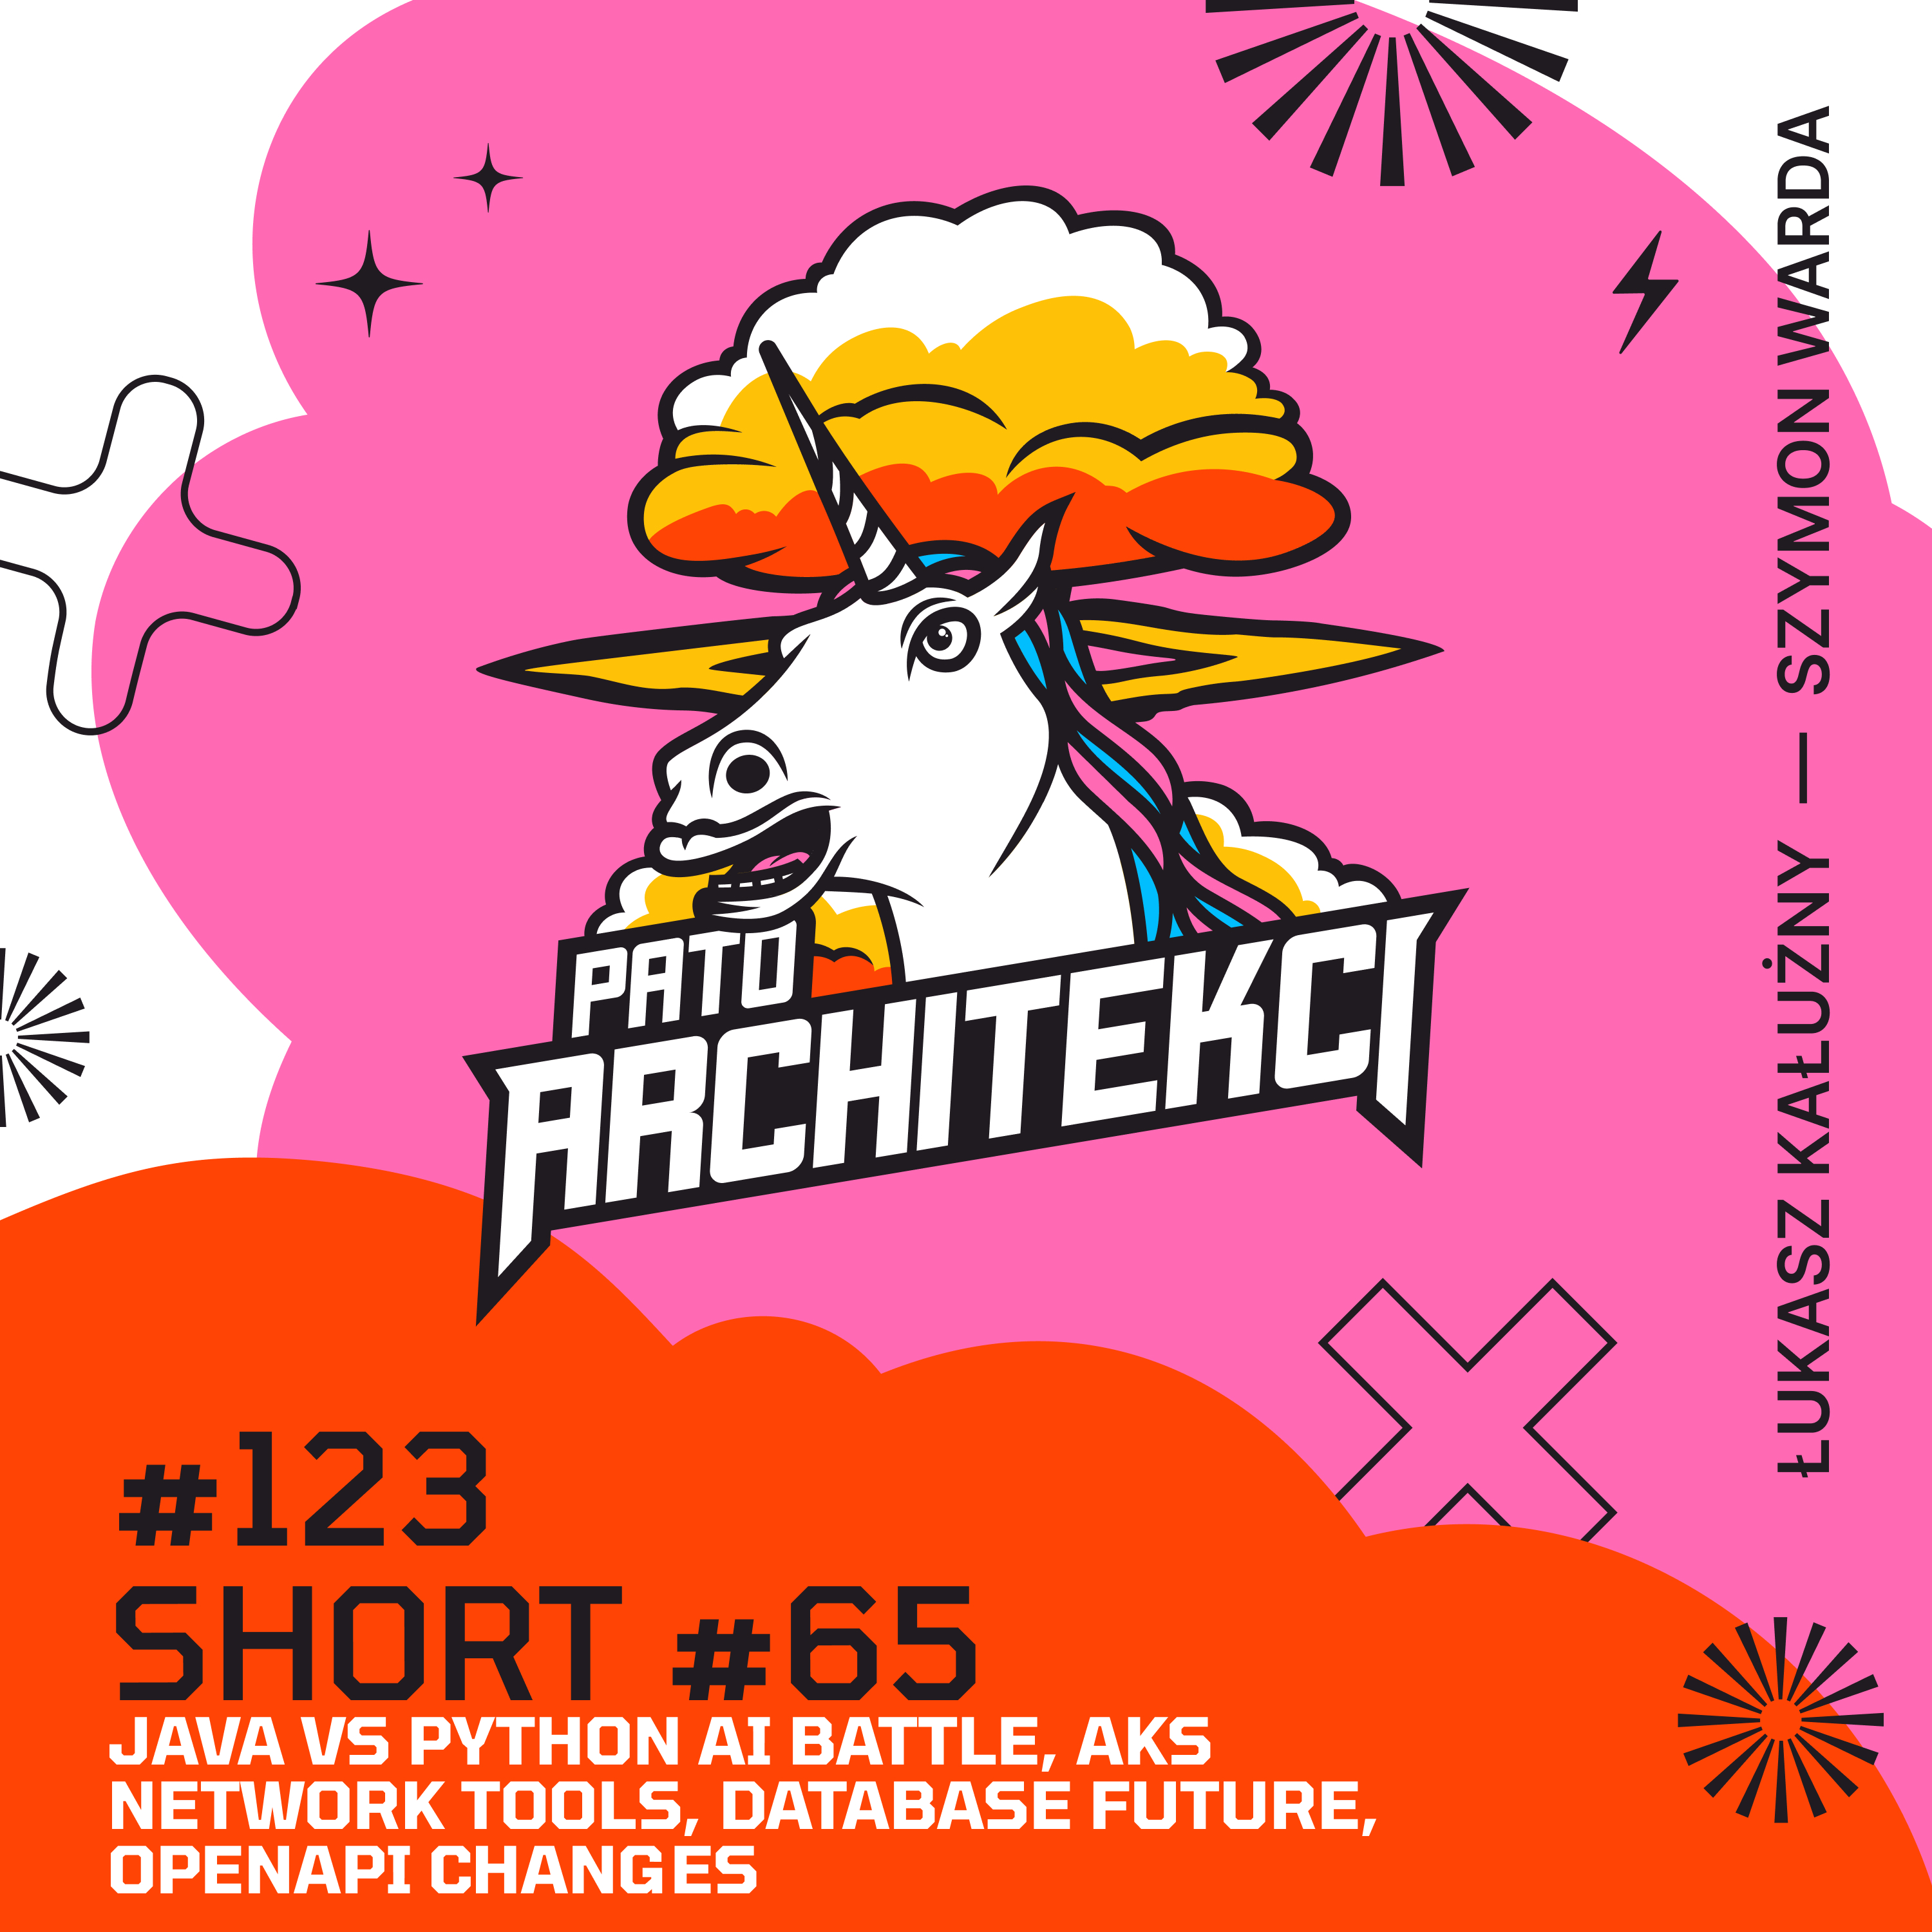 PATO
ARCHITEKCI
ŁUKASZ KAŁUŻNY — SZYMON WARDA
#123
SHORT #65
JAVA VS PYTHON AI BATTLE, AKS
NETWORK TOOLS, DATABASE FUTURE,
OPENAPI CHANGES